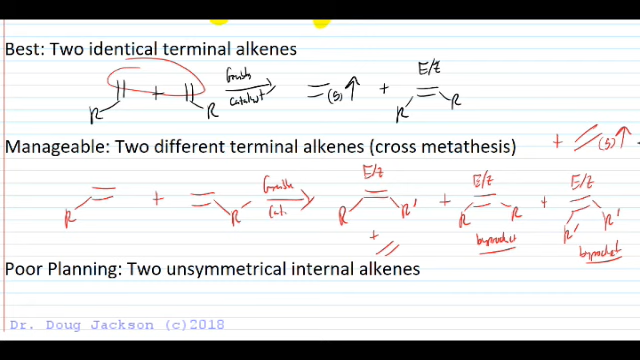 Best: Two identical terminal alkenes
E/Z
Grubbs
R + R catalyst (g) + R R
Manageable: Two different terminal alkenes (cross metathesis)
+ (g)
E/Z E/Z E/Z
Grubbs
R + R Cat. R R' + R R + R' R'
+ byproduct byproduct
Poor Planning: Two unsymmetrical internal alkenes
Dr. Doug Jackson (c)2018